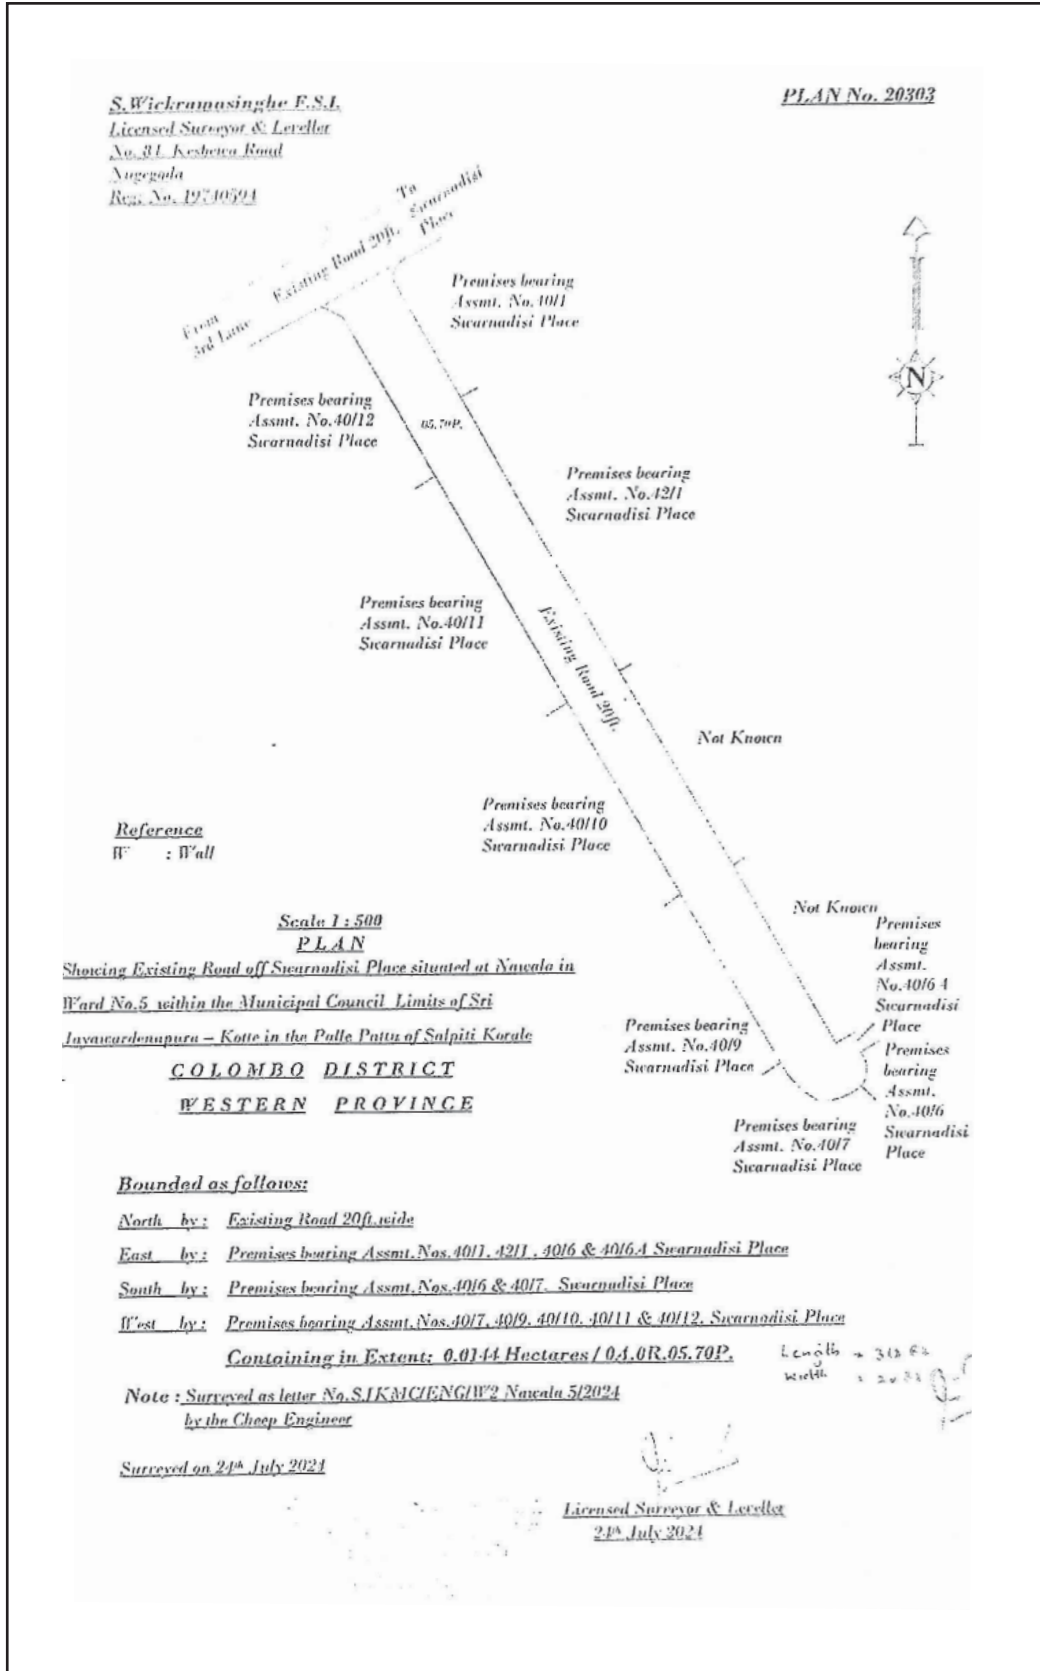 S.Wickramasinghe F.S.I.
Licensed Surveyor & Leveller
No. 81, Kesbewa Road
Nugegoda
Reg: No. 19740594
PLAN No. 20303
To
Swarnadisi
Place
Existing Road 20ft.
From
3rd Lane
Premises bearing
Assmt. No.40/1
Swarnadisi Place
N
Premises bearing
Assmt. No.40/12
Swarnadisi Place
05.70P.
Premises bearing
Assmt. No.42/1
Swarnadisi Place
Premises bearing
Assmt. No.40/11
Swarnadisi Place
Existing Road 20ft.
Not Known
Premises bearing
Assmt. No.40/10
Swarnadisi Place
Reference
W : Wall
Not Known
Premises
bearing
Assmt.
No.40/6 A
Swarnadisi
Place
Scale 1 : 500
PLAN
Showing Existing Road off Swarnadisi Place situated at Nawala in
Ward No.5 within the Municipal Council Limits of Sri
Jayawardenapura – Kotte in the Palle Pattu of Salpiti Korale
COLOMBO DISTRICT
WESTERN PROVINCE
Premises bearing
Assmt. No.40/9
Swarnadisi Place
Premises
bearing
Assmt.
No.40/6
Swarnadisi
Place
Premises bearing
Assmt. No.40/7
Swarnadisi Place
Bounded as follows:
North by : Existing Road 20ft.wide
East by : Premises bearing Assmt.Nos.40/1, 42/1 , 40/6 & 40/6A Swarnadisi Place
South by : Premises bearing Assmt.Nos.40/6 & 40/7, Swarnadisi Place
West by : Premises bearing Assmt.Nos.40/7, 40/9, 40/10, 40/11 & 40/12, Swarnadisi Place
Containing in Extent: 0.0144 Hectares / 0A.0R.05.70P.
Length
Width
Note : Surveyed as letter No.SJKMC/ENG/W2 Nawala 5/2024
by the Cheep Engineer
Surveyed on 24th July 2024
Licensed Surveyor & Leveller
24th July 2024